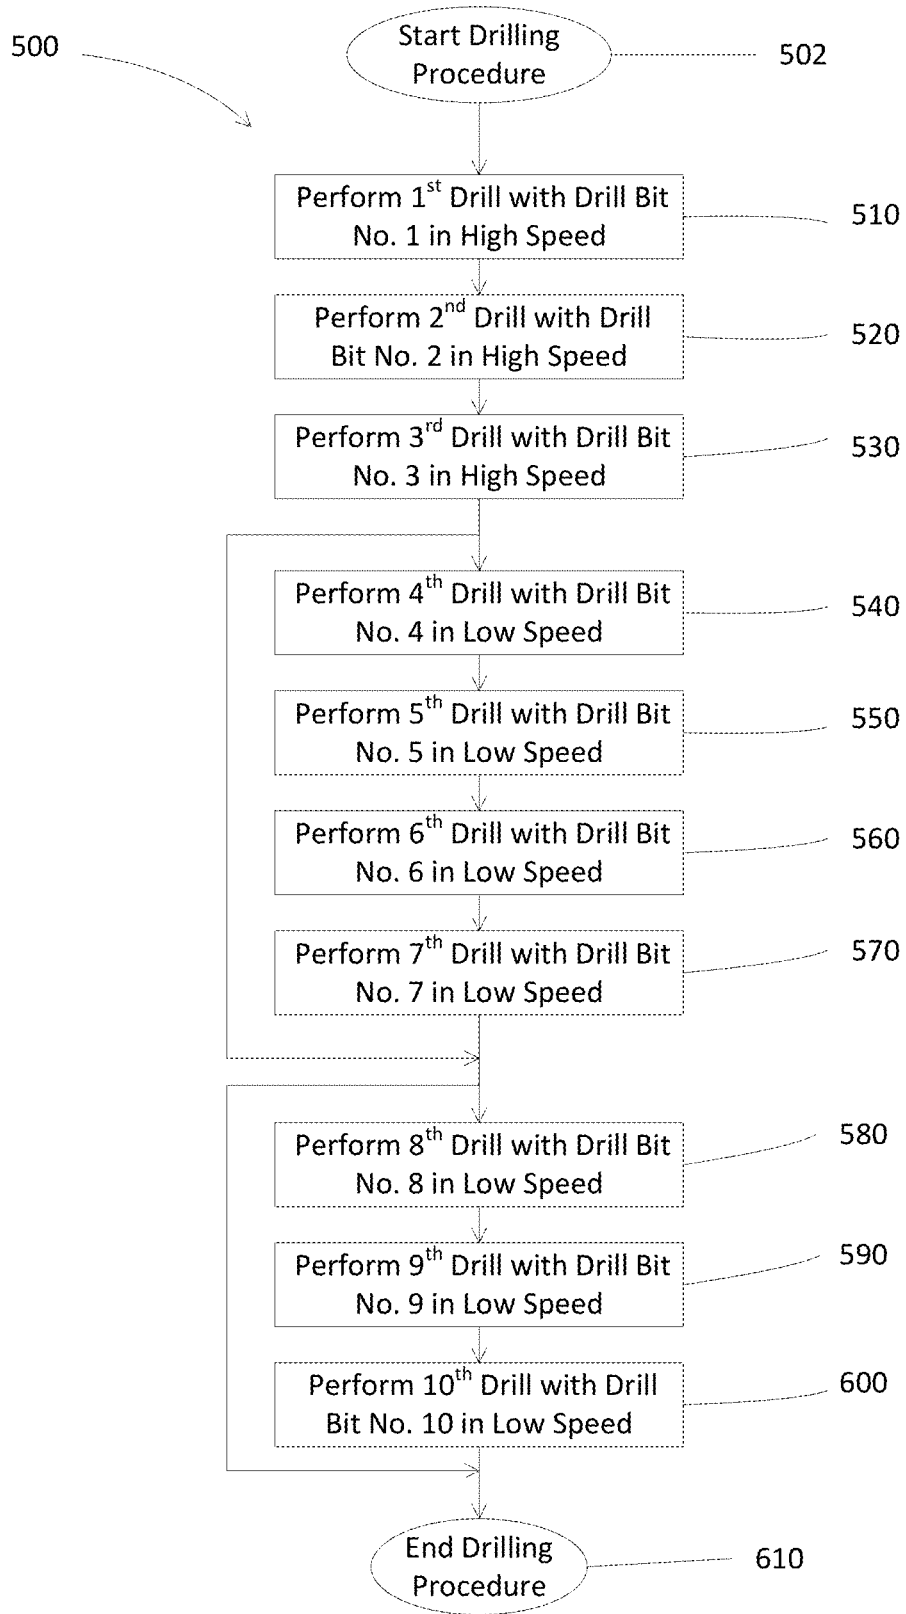 500
Start Drilling
Procedure
502
Perform 1st Drill with Drill Bit
No. 1 in High Speed
510
Perform 2nd Drill with Drill
Bit No. 2 in High Speed
520
Perform 3rd Drill with Drill Bit
No. 3 in High Speed
530
Perform 4th Drill with Drill Bit
No. 4 in Low Speed
540
Perform 5th Drill with Drill Bit
No. 5 in Low Speed
550
Perform 6th Drill with Drill Bit
No. 6 in Low Speed
560
Perform 7th Drill with Drill Bit
No. 7 in Low Speed
570
Perform 8th Drill with Drill Bit
No. 8 in Low Speed
580
Perform 9th Drill with Drill Bit
No. 9 in Low Speed
590
Perform 10th Drill with Drill
Bit No. 10 in Low Speed
600
End Drilling
Procedure
610